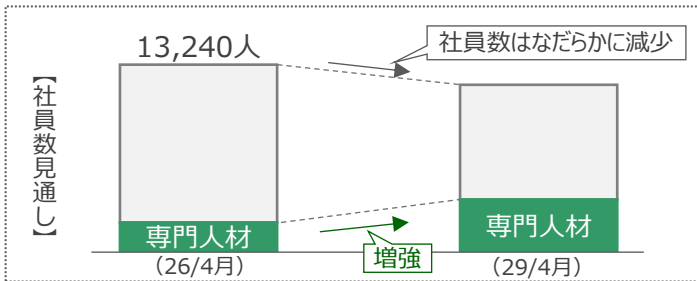 【社員数見通し】
13,240人
社員数はなだらかに減少
専門人材
増強
専門人材
（26/4月）
（29/4月）